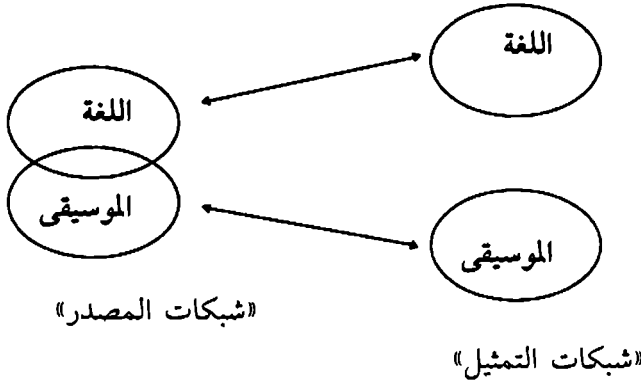 اللغة
اللغة
الموسيقى
الموسيقى
«شبكات المصدر»
«شبكات التمثيل»